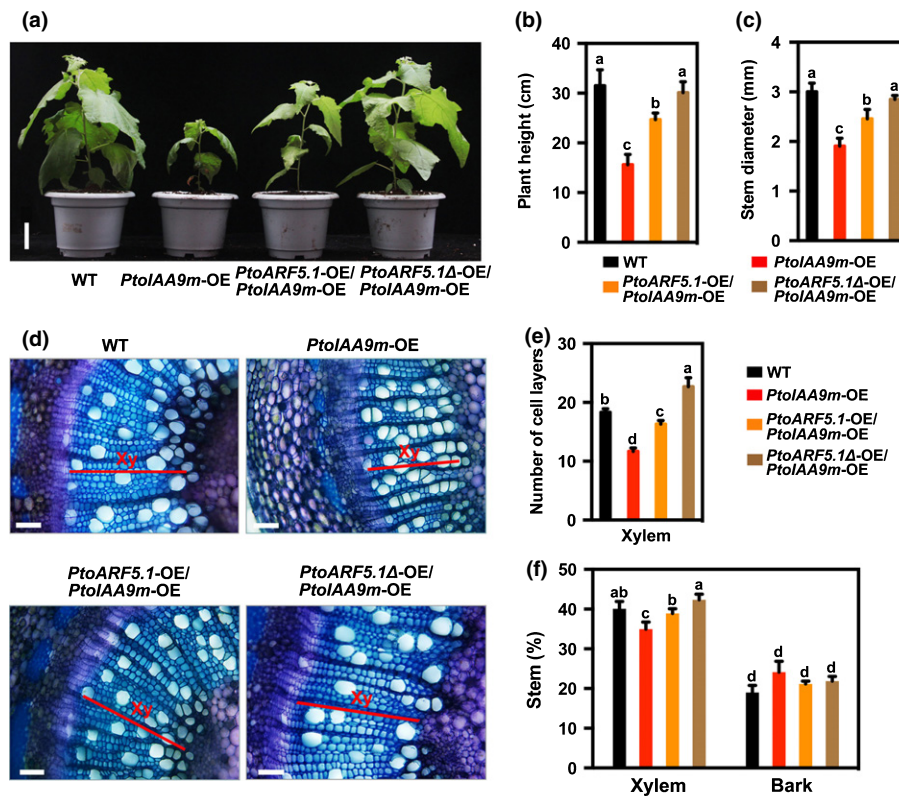 (a)
WT
PtoIAA9m-OE
PtoARF5.1-OE/
PtoIAA9m-OE
PtoARF5.1Δ-OE/
PtoIAA9m-OE
(b)
Plant height (cm)
40
30
20
10
0
a
c
b
a
(c)
Stem diameter (mm)
4
3
2
1
0
a
c
b
a
WT
PtoIAA9m-OE
PtoARF5.1-OE/
PtoIAA9m-OE
PtoARF5.1Δ-OE/
PtoIAA9m-OE
(d)
WT
PtoIAA9m-OE
Xy
Xy
PtoARF5.1-OE/
PtoIAA9m-OE
PtoARF5.1Δ-OE/
PtoIAA9m-OE
Xy
Xy
(e)
Number of cell layers
30
20
10
0
b
d
c
a
Xylem
WT
PtoIAA9m-OE
PtoARF5.1-OE/
PtoIAA9m-OE
PtoARF5.1Δ-OE/
PtoIAA9m-OE
(f)
Stem (%)
50
40
30
20
10
0
ab
c
b
a
d
d
d
d
Xylem
Bark